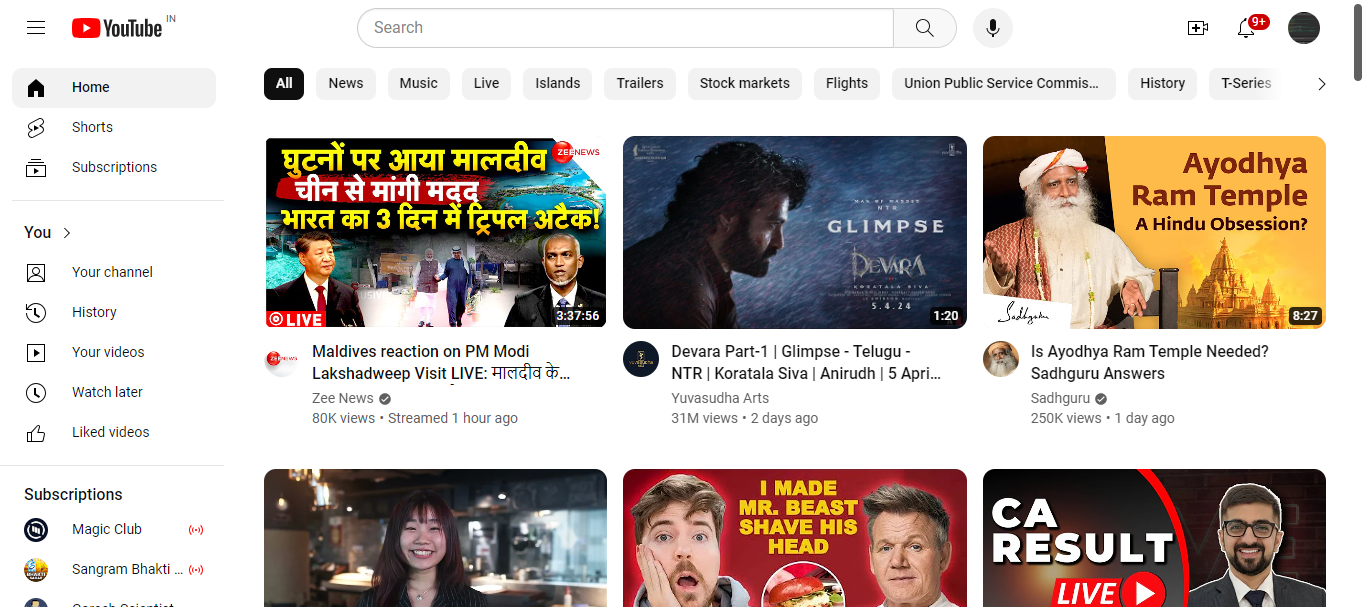 YouTube IN
Search
9+
Home
Shorts
Subscriptions
You
Your channel
History
Your videos
Watch later
Liked videos
Subscriptions
Magic Club
Sangram Bhakti ...
All
News
Music
Live
Islands
Trailers
Stock markets
Flights
Union Public Service Commis...
History
T-Series
घुटनों पर आया मालदीव
ZEE NEWS
चीन से मांगी मदद
भारत का 3 दिन में ट्रिपल अटैक!
LIVE
3:37:56
ZEE NEWS
Maldives reaction on PM Modi
Lakshadweep Visit LIVE: मालदीव के...
Zee News
80K views • Streamed 1 hour ago
MAN OF MASSES
NTR
GLIMPSE
DEVARA
KORATALA SIVA
5.4.24
1:20
Devara Part-1 | Glimpse - Telugu -
NTR | Koratala Siva | Anirudh | 5 Apri...
Yuvasudha Arts
31M views • 2 days ago
Ayodhya
Ram Temple
A Hindu Obsession?
Sadhguru
8:27
Is Ayodhya Ram Temple Needed?
Sadhguru Answers
Sadhguru
250K views • 1 day ago
I MADE
MR. BEAST
SHAVE HIS
HEAD
CA
RESULT
LIVE